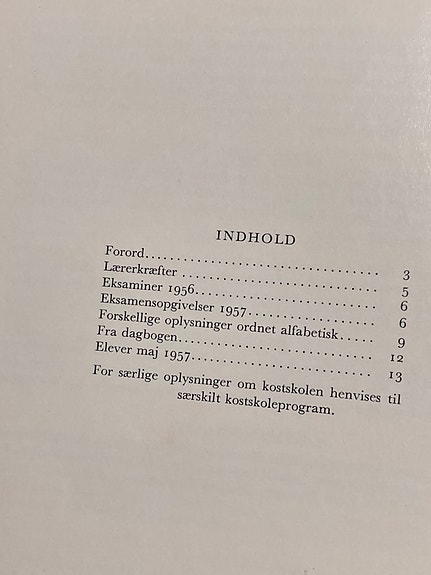 INDHOLD
Forord.............................. 3
Lærerkræfter ......................... 5
Eksaminer 1956....................... 6
Eksamensopgivelser 1957................ 6
Forskellige oplysninger ordnet alfabetisk..... 9
Fra dagbogen......................... 12
Elever maj 1957....................... 13
For særlige oplysninger om kostskolen henvises til
særskilt kostskoleprogram.